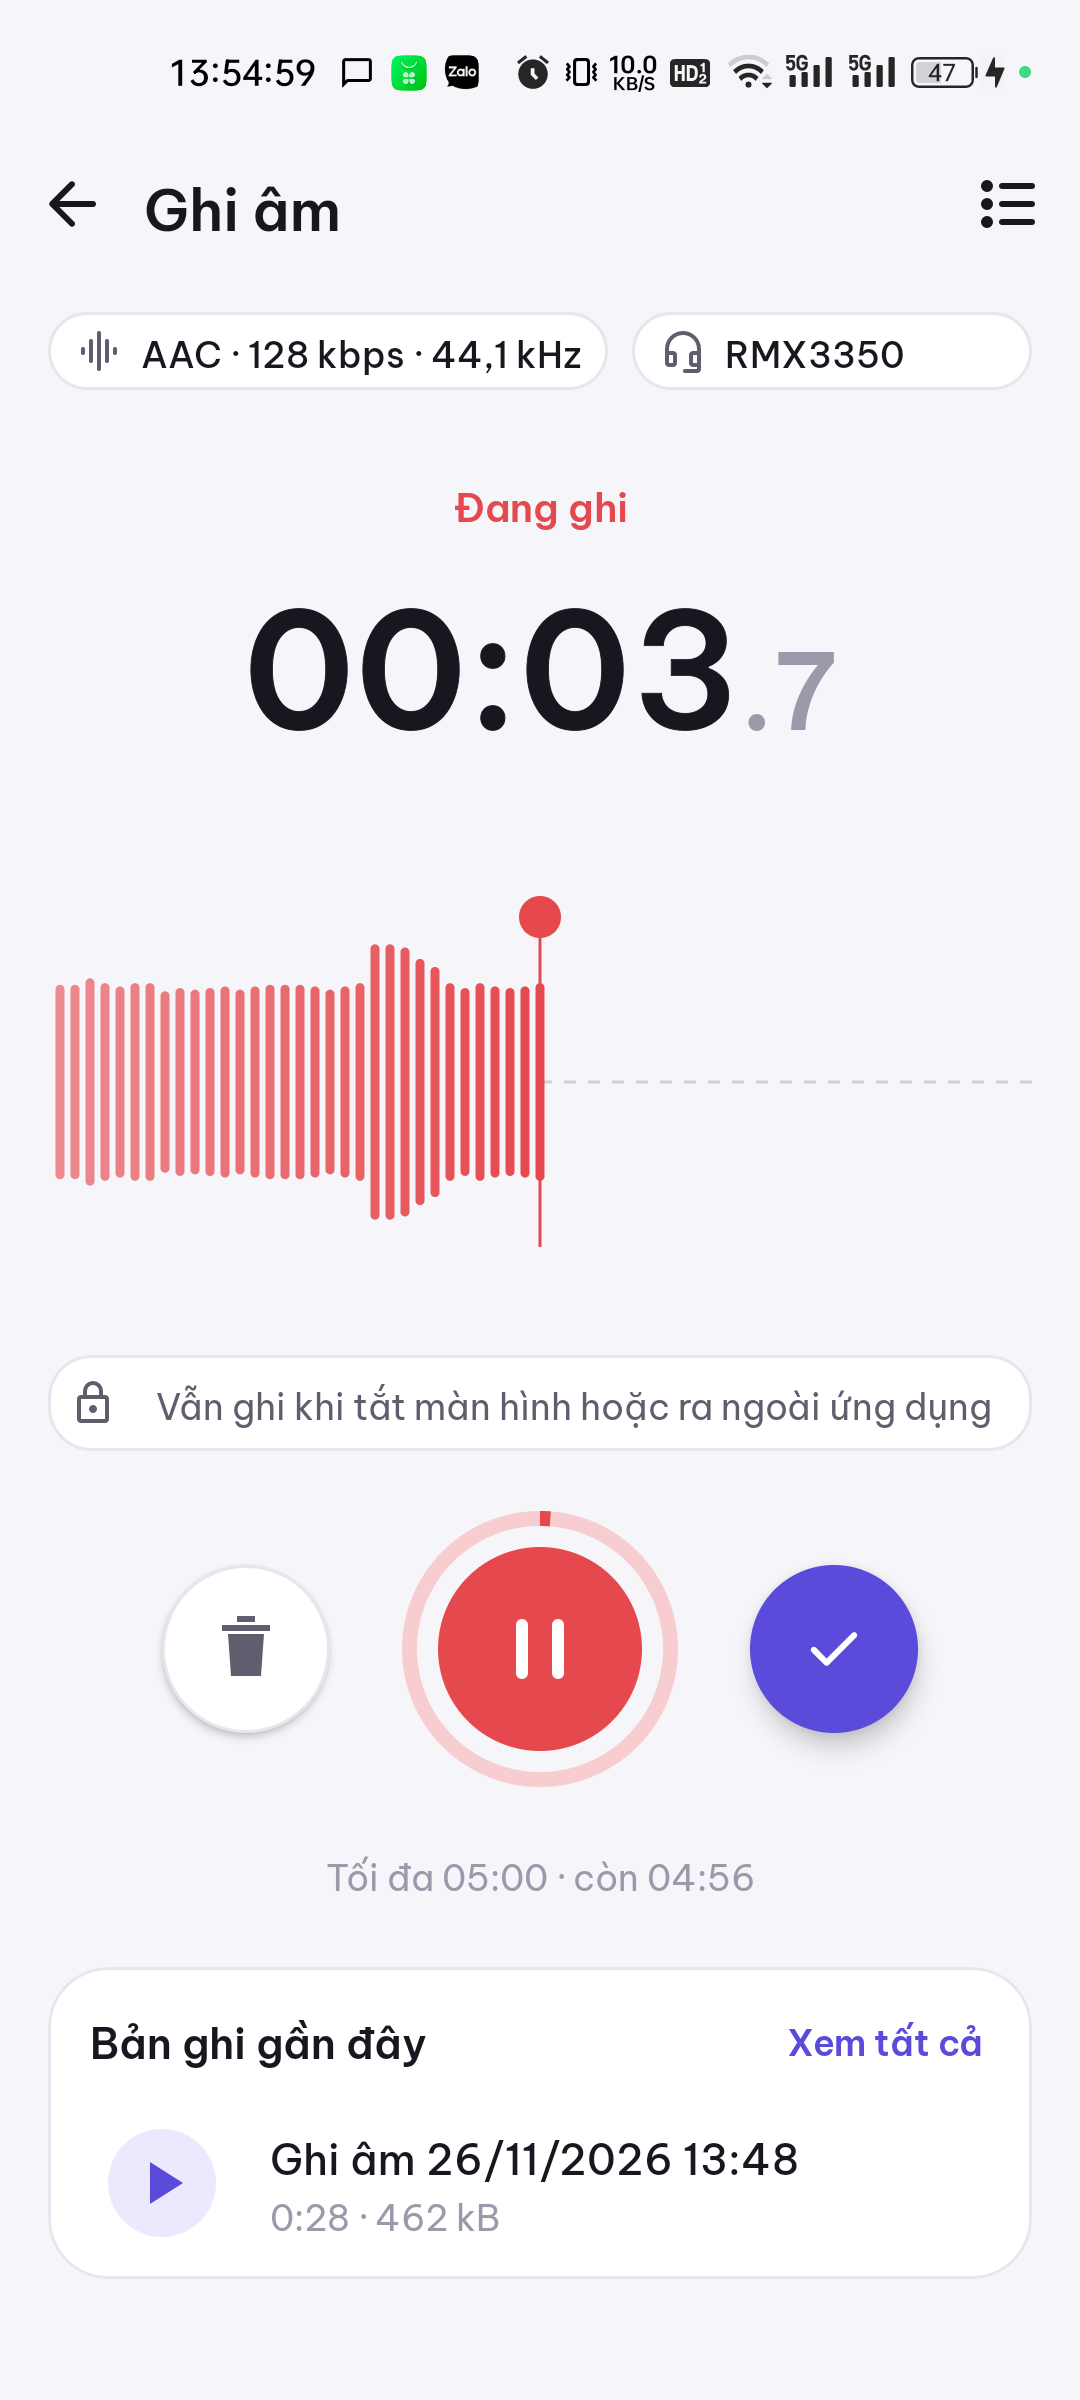 13:54:59 Zalo 10.0 KB/S HD 1 2 5G 5G 47
Ghi âm
AAC · 128 kbps · 44,1 kHz
RMX3350
Đang ghi
00:03.7
Vẫn ghi khi tắt màn hình hoặc ra ngoài ứng dụng
Tối đa 05:00 · còn 04:56
Bản ghi gần đây
Xem tất cả
Ghi âm 26/11/2026 13:48
0:28 · 462 kB